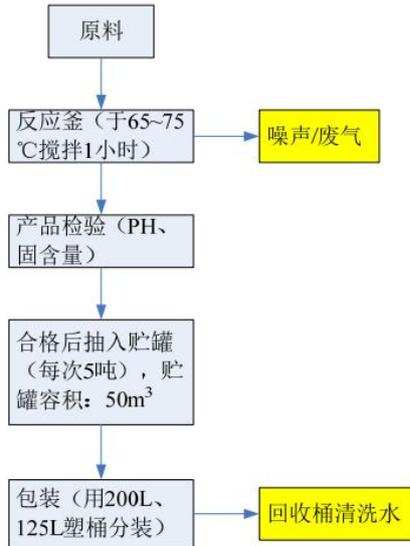 原料
反应釜（于65~75
℃搅拌1小时）
噪声/废气
产品检验（PH、
固含量）
合格后抽入贮罐
（每次5吨），贮
罐容积：50m³
包装（用200L、
125L塑桶分装）
回收桶清洗水